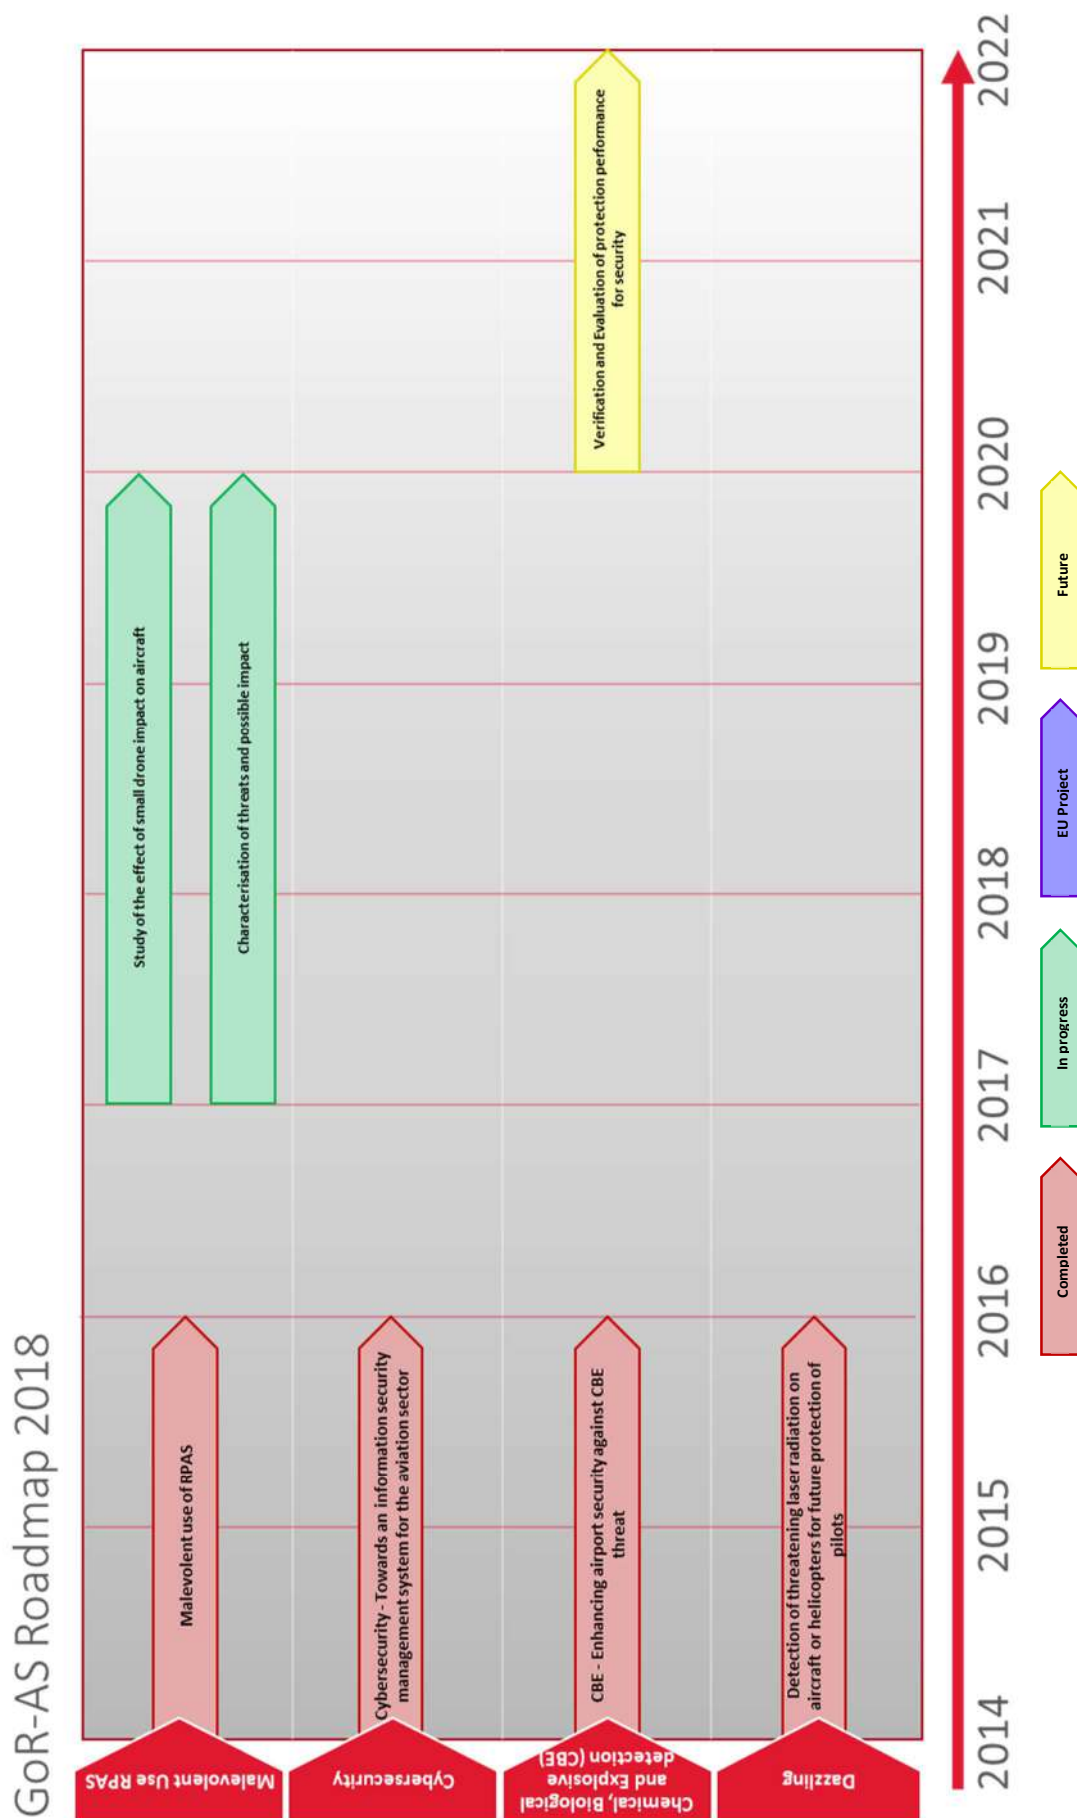 GoR-AS Roadmap 2018
Malevolent Use RPAS
Malevolent use of RPAS
Study of the effect of small drone impact on aircraft
Characterisation of threats and possible impact
Cybersecurity
Cybersecurity - Towards an information security
management system for the aviation sector
Chemical, Biological
and Explosive
detection (CBE)
CBE - Enhancing airport security against CBE
threat
Verification and Evaluation of protection performance
for security
Dazzling
Detection of threatening laser radiation on
aircraft or helicopters for future protection of
pilots
2014
2015
2016
2017
2018
2019
2020
2021
2022
Completed
In progress
EU Project
Future